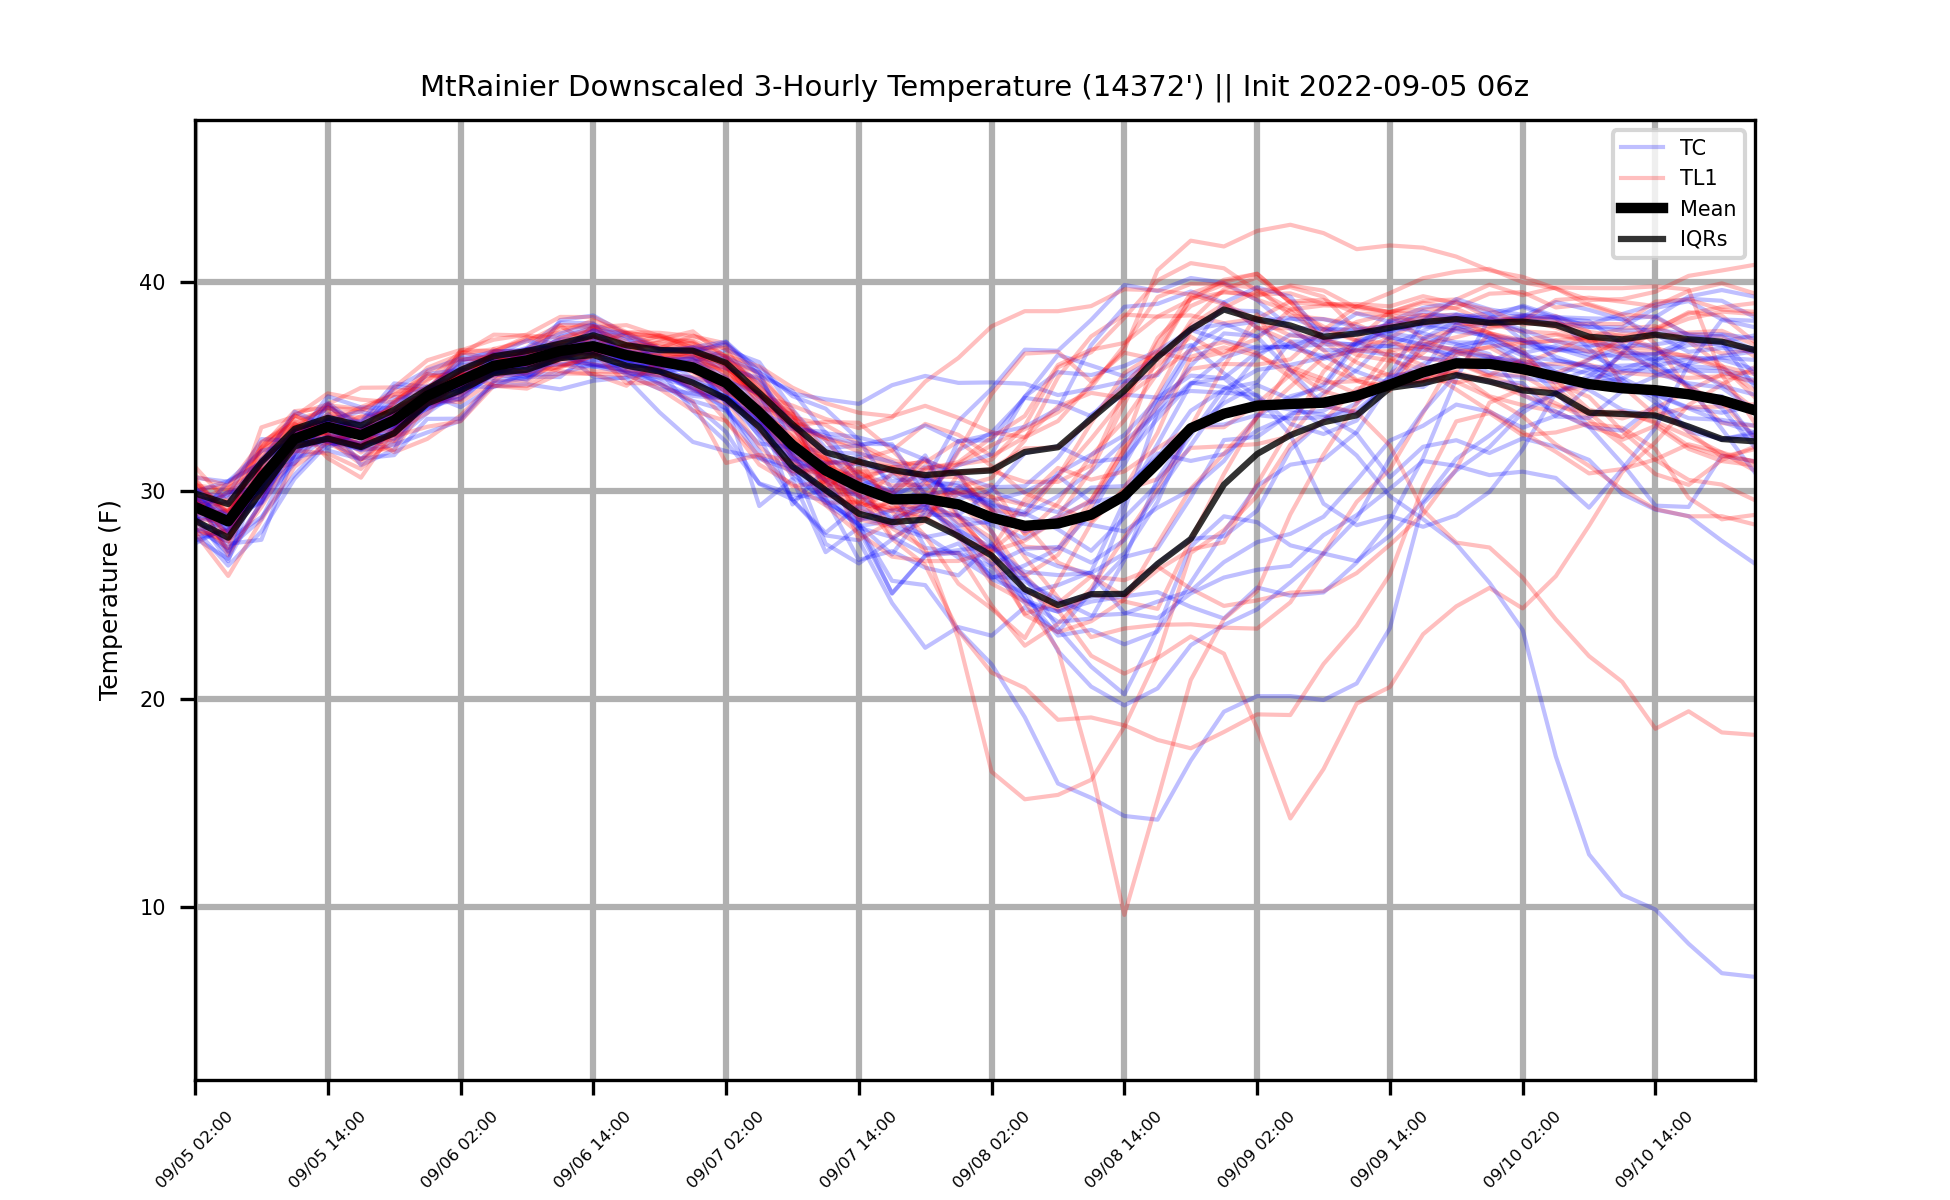 MtRainier Downscaled 3-Hourly Temperature (14372') || Init 2022-09-05 06z
TC
TL1
Mean
IQRs
Temperature (F)
40
30
20
10
09/05 02:00
09/05 14:00
09/06 02:00
09/06 14:00
09/07 02:00
09/07 14:00
09/08 02:00
09/08 14:00
09/09 02:00
09/09 14:00
09/10 02:00
09/10 14:00